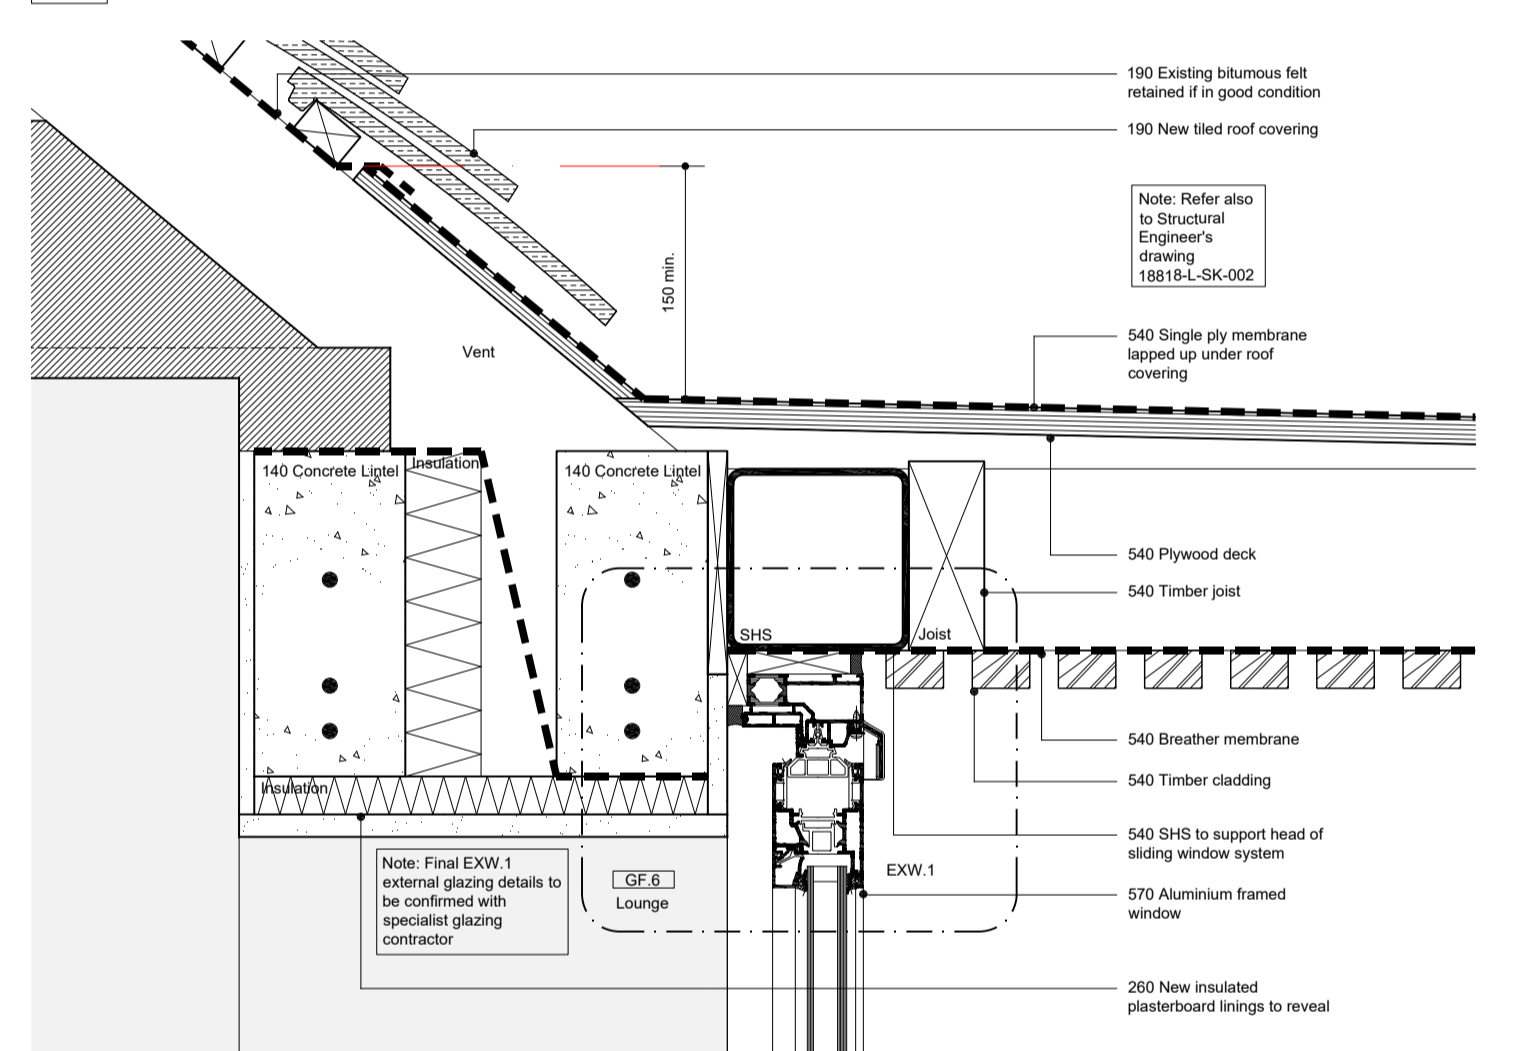 190 Existing bitumous felt
retained if in good condition
190 New tiled roof covering
Note: Refer also
to Structural
Engineer's
drawing
18818-L-SK-002
150 min.
540 Single ply membrane
lapped up under roof
covering
Vent
140 Concrete Lintel
Insulation
140 Concrete Lintel
540 Plywood deck
540 Timber joist
SHS
Joist
540 Breather membrane
540 Timber cladding
Insulation
540 SHS to support head of
sliding window system
Note: Final EXW.1
external glazing details to
be confirmed with
specialist glazing
contractor
GF.6
Lounge
EXW.1
570 Aluminium framed
window
260 New insulated
plasterboard linings to reveal